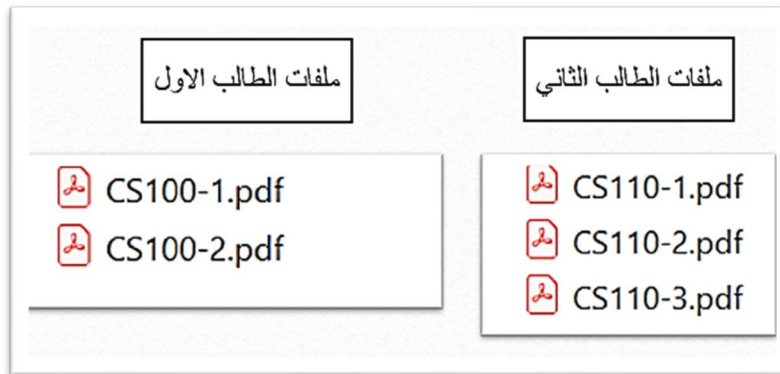 ملفات الطالب الثاني
CS110-1.pdf
CS110-2.pdf
CS110-3.pdf
ملفات الطالب الاول
CS100-1.pdf
CS100-2.pdf